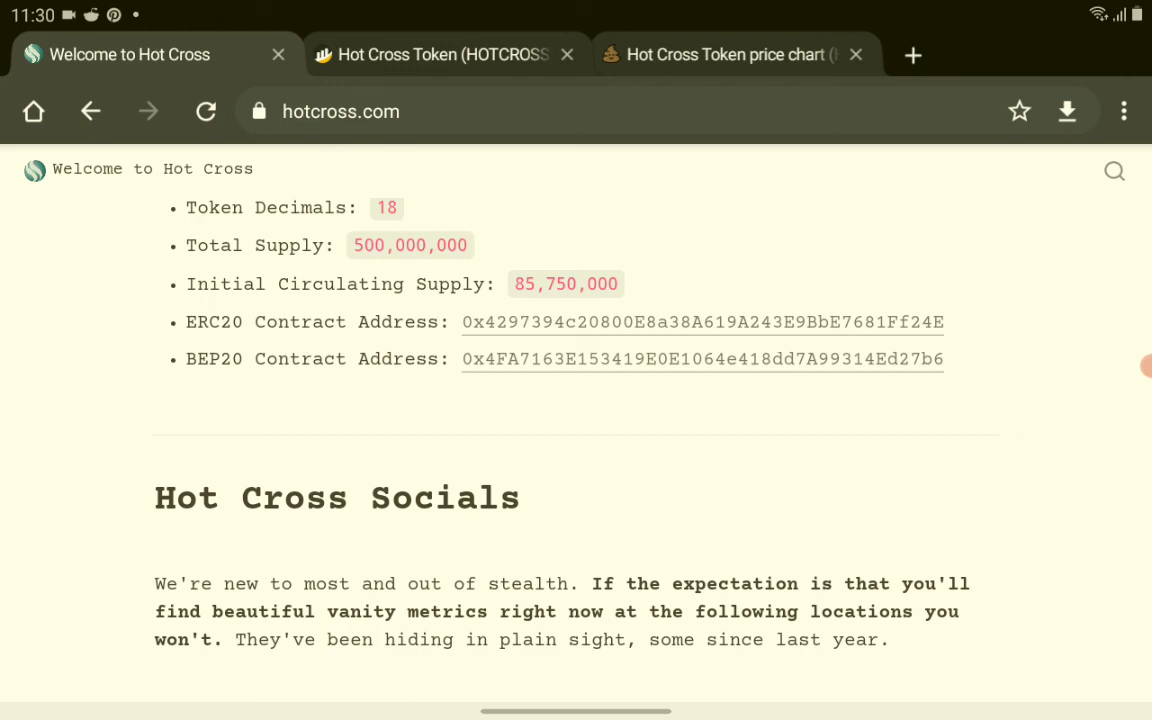 11:30
Welcome to Hot Cross
Hot Cross Token (HOTCROSS
Hot Cross Token price chart (
hotcross.com
Welcome to Hot Cross
Token Decimals: 18
Total Supply: 500,000,000
Initial Circulating Supply: 85,750,000
ERC20 Contract Address: 0x4297394c20800E8a38A619A243E9BbE7681Ff24E
BEP20 Contract Address: 0x4FA7163E153419E0E1064e418dd7A99314Ed27b6
Hot Cross Socials
We're new to most and out of stealth. If the expectation is that you'll
find beautiful vanity metrics right now at the following locations you
won't. They've been hiding in plain sight, some since last year.